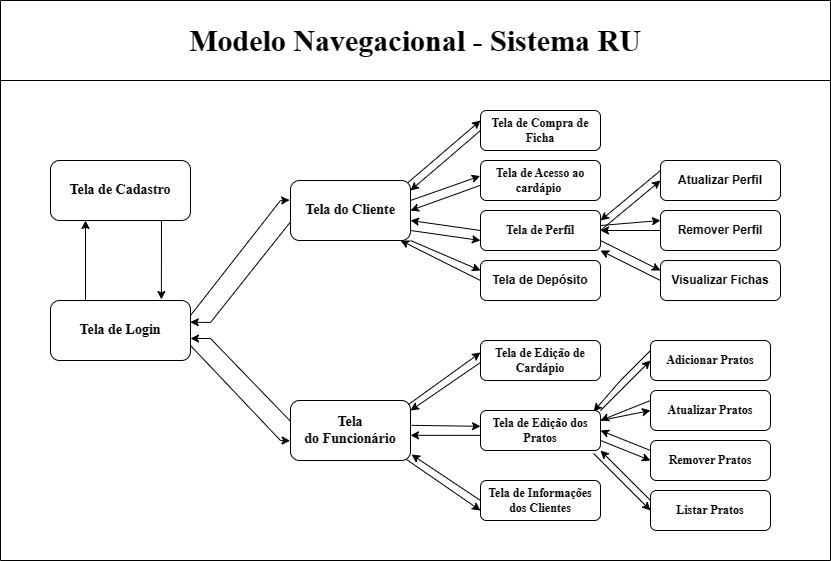 Modelo Navegacional - Sistema RU
Tela de Cadastro
Tela de Login
Tela do Cliente
Tela de Compra de
Ficha
Tela de Acesso ao
cardápio
Tela de Perfil
Tela de Depósito
Atualizar Perfil
Remover Perfil
Visualizar Fichas
Tela
do Funcionário
Tela de Edição de
Cardápio
Tela de Edição dos
Pratos
Tela de Informações
dos Clientes
Adicionar Pratos
Atualizar Pratos
Remover Pratos
Listar Pratos